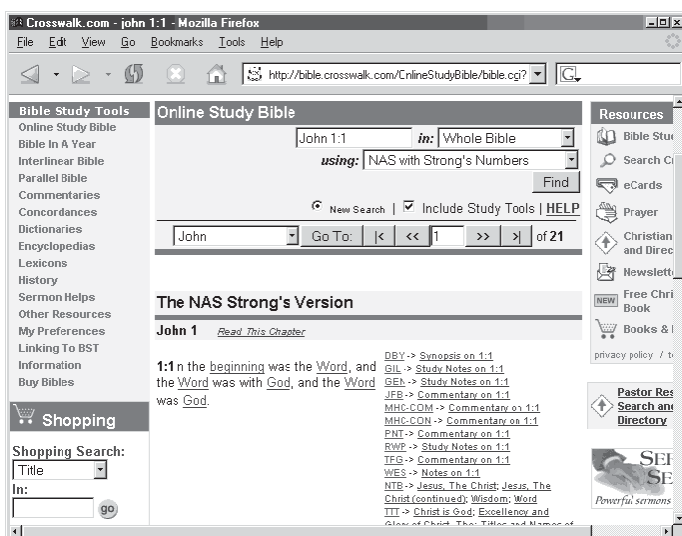 Crosswalk.com - john 1:1 - Mozilla Firefox
File Edit View Go Bookmarks Tools Help
http://bible.crosswalk.com/OnlineStudyBible/bible.cgi?
G
Bible Study Tools
Online Study Bible
Bible In A Year
Interlinear Bible
Parallel Bible
Commentaries
Concordances
Dictionaries
Encyclopedias
Lexicons
History
Sermon Helps
Other Resources
My Preferences
Linking To BST
Information
Buy Bibles
Shopping
Shopping Search:
Title
In:
go
Online Study Bible
John 1:1 in: Whole Bible
using: NAS with Strong's Numbers
Find
New Search | Include Study Tools | HELP
John Go To: |< << 1 >> >| of 21
The NAS Strong's Version
John 1 Read This Chapter
1:1 n the beginning was the Word, and
the Word was with God, and the Word
was God.
DBY -> Synopsis on 1:1
GIL -> Study Notes on 1:1
GEN -> Study Notes on 1:1
JFB -> Commentary on 1:1
MHC-COM -> Commentary on 1:1
MHC-CON -> Commentary on 1:1
PNT -> Commentary on 1:1
RWP -> Study Notes on 1:1
TFG -> Commentary on 1:1
WES -> Notes on 1:1
NTB -> Jesus, The Christ; Jesus, The
Christ (continued); Wisdom; Word
TTT -> Christ is God; Excellency and
Glory of Christ, The; Titles and Names of
Resources
Bible Stu
Search C
eCards
Prayer
Christian
and Direc
Newslett
NEW Free Chri
Book
Books &
privacy policy / t
Pastor Res
Search and
Directory
SER
SE
Powerful sermons